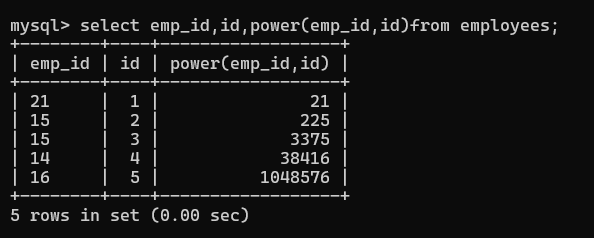 mysql> select emp_id,id,power(emp_id,id)from employees;
+--------+----+------------------+
| emp_id | id | power(emp_id,id) |
+--------+----+------------------+
| 21     |  1 |               21 |
| 15     |  2 |              225 |
| 15     |  3 |             3375 |
| 14     |  4 |            38416 |
| 16     |  5 |          1048576 |
+--------+----+------------------+
5 rows in set (0.00 sec)